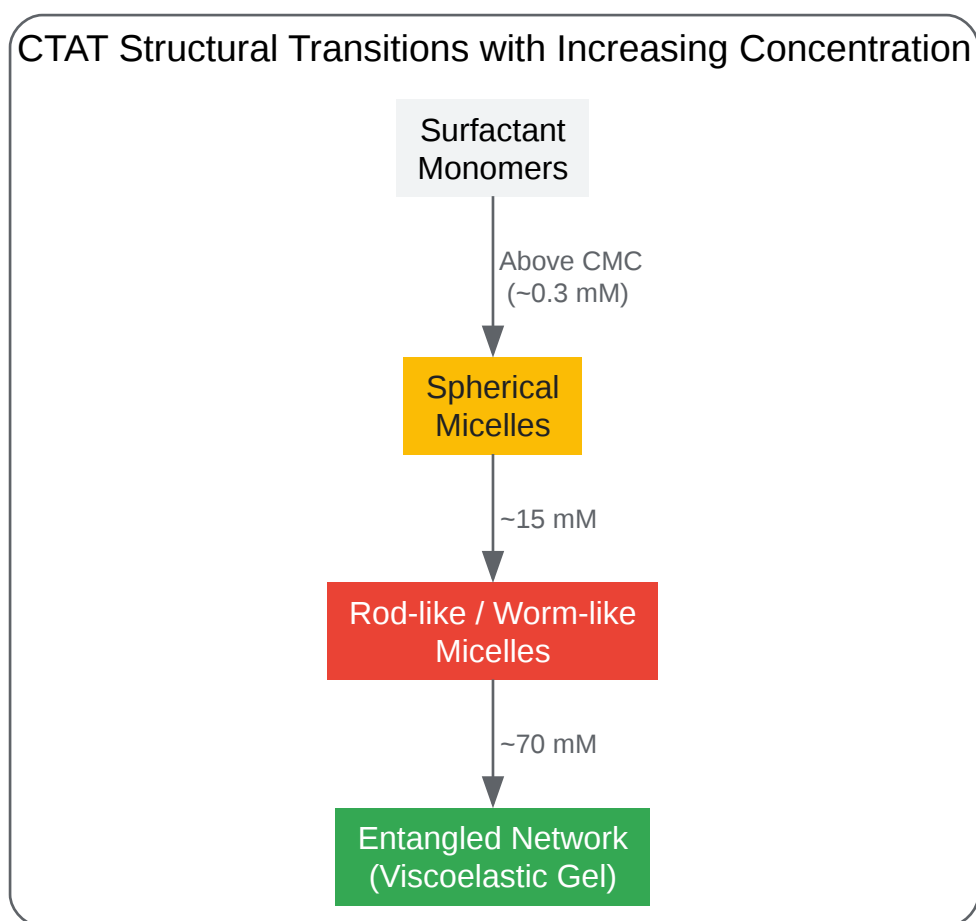 CTAT Structural Transitions with Increasing Concentration
Surfactant
Monomers
Above CMC
(~0.3 mM)
Spherical
Micelles
~15 mM
Rod-like / Worm-like
Micelles
~70 mM
Entangled Network
(Viscoelastic Gel)